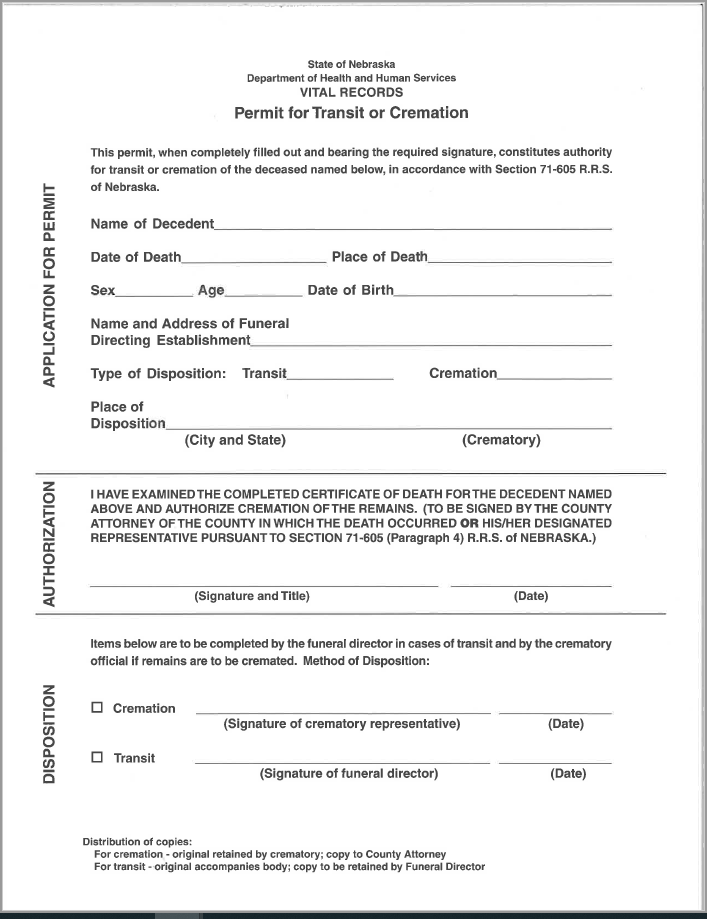 State of Nebraska
Department of Health and Human Services
VITAL RECORDS
Permit for Transit or Cremation
APPLICATION FOR PERMIT
This permit, when completely filled out and bearing the required signature, constitutes authority
for transit or cremation of the deceased named below, in accordance with Section 71-605 R.R.S.
of Nebraska.
Name of Decedent
Date of Death Place of Death
Sex Age Date of Birth
Name and Address of Funeral
Directing Establishment
Type of Disposition: Transit Cremation
Place of
Disposition
(City and State) (Crematory)
AUTHORIZATION
I HAVE EXAMINED THE COMPLETED CERTIFICATE OF DEATH FOR THE DECEDENT NAMED
ABOVE AND AUTHORIZE CREMATION OF THE REMAINS. (TO BE SIGNED BY THE COUNTY
ATTORNEY OF THE COUNTY IN WHICH THE DEATH OCCURRED OR HIS/HER DESIGNATED
REPRESENTATIVE PURSUANT TO SECTION 71-605 (Paragraph 4) R.R.S. of NEBRASKA.)
(Signature and Title) (Date)
DISPOSITION
Items below are to be completed by the funeral director in cases of transit and by the crematory
official if remains are to be cremated. Method of Disposition:
☐ Cremation
(Signature of crematory representative) (Date)
☐ Transit
(Signature of funeral director) (Date)
Distribution of copies:
For cremation - original retained by crematory; copy to County Attorney
For transit - original accompanies body; copy to be retained by Funeral Director